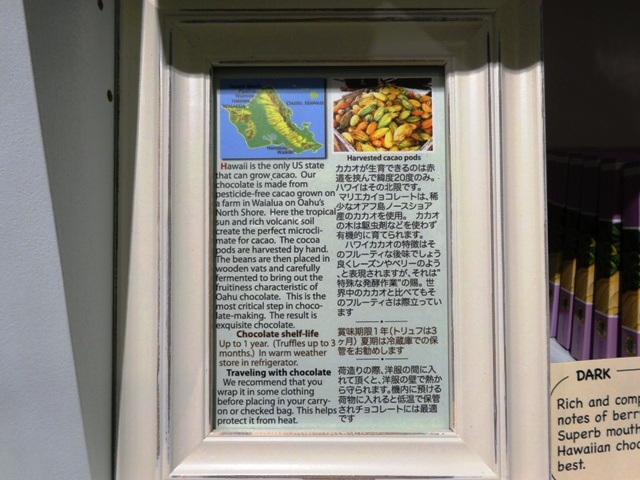 OAHU, HAWAII
Harvested cacao pods
Hawaii is the only US state
that can grow cacao. Our
chocolate is made from
pesticide-free cacao grown on
a farm in Waialua on Oahu's
North Shore. Here the tropical
sun and rich volcanic soil
create the perfect microcli-
mate for cacao. The cocoa
pods are harvested by hand.
The beans are then placed in
wooden vats and carefully
fermented to bring out the
fruitiness characteristic of
Oahu chocolate. This is the
most critical step in choco-
late-making. The result is
exquisite chocolate.
Chocolate shelf-life
Up to 1 year. (Truffles up to 3
months.) In warm weather
store in refrigerator.
Traveling with chocolate
We recommend that you
wrap it in some clothing
before placing in your carry-
on or checked bag. This helps
protect it from heat.
カカオが生育できるのは赤
道を挟んで緯度20度のみ。
ハワイはその北限です。
マリエカイチョコレートは、稀
少なオアフ島ノースショア
産のカカオを使用。 カカオ
の木は駆虫剤などを使わず
有機的に育てられます。
ハワイカカオの特徴はそ
のフルーティな後味でしょう
良くレーズンやベリーのよう
、と表現されますが、それは"
特殊な発酵作業"の賜。世
界中のカカオと比べてもそ
のフルーティさは際立ってい
ます
賞味期限1年（トリュフは3
ヶ月）夏期は冷蔵庫での保
管をお勧めします
荷造りの際、洋服の間に入
れて頂くと、洋服の壁で熱か
ら守られます。機内に預ける
荷物に入れると低温で保管
されチョコレートには最適
です
DARK
Rich and
notes of
Superb
Hawaiian
best.